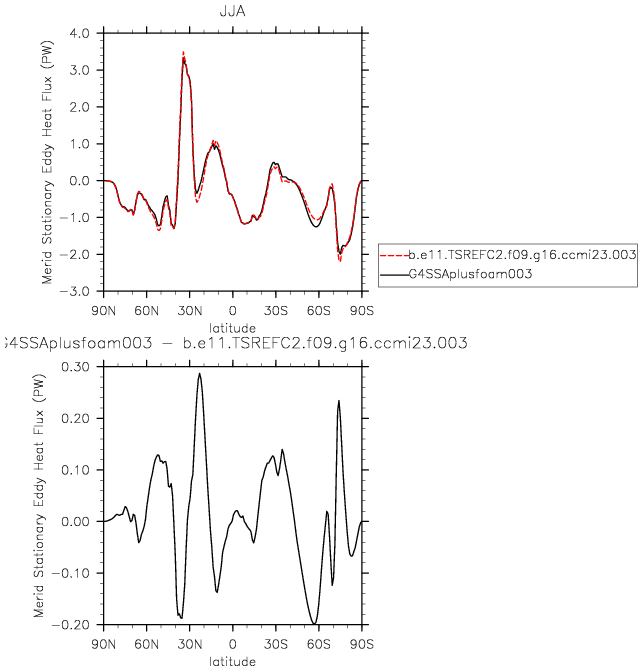 JJA
4.0
3.0
2.0
1.0
0.0
−1.0
−2.0
−3.0
Merid Stationary Eddy Heat Flux (PW)
90N 60N 30N 0 30S 60S 90S
latitude
b.e11.TSREFC2.f09.g16.ccmi23.003
G4SSAplusfoam003
G4SSAplusfoam003 − b.e11.TSREFC2.f09.g16.ccmi23.003
0.30
0.20
0.10
0.00
−0.10
−0.20
Merid Stationary Eddy Heat Flux (PW)
90N 60N 30N 0 30S 60S 90S
latitude